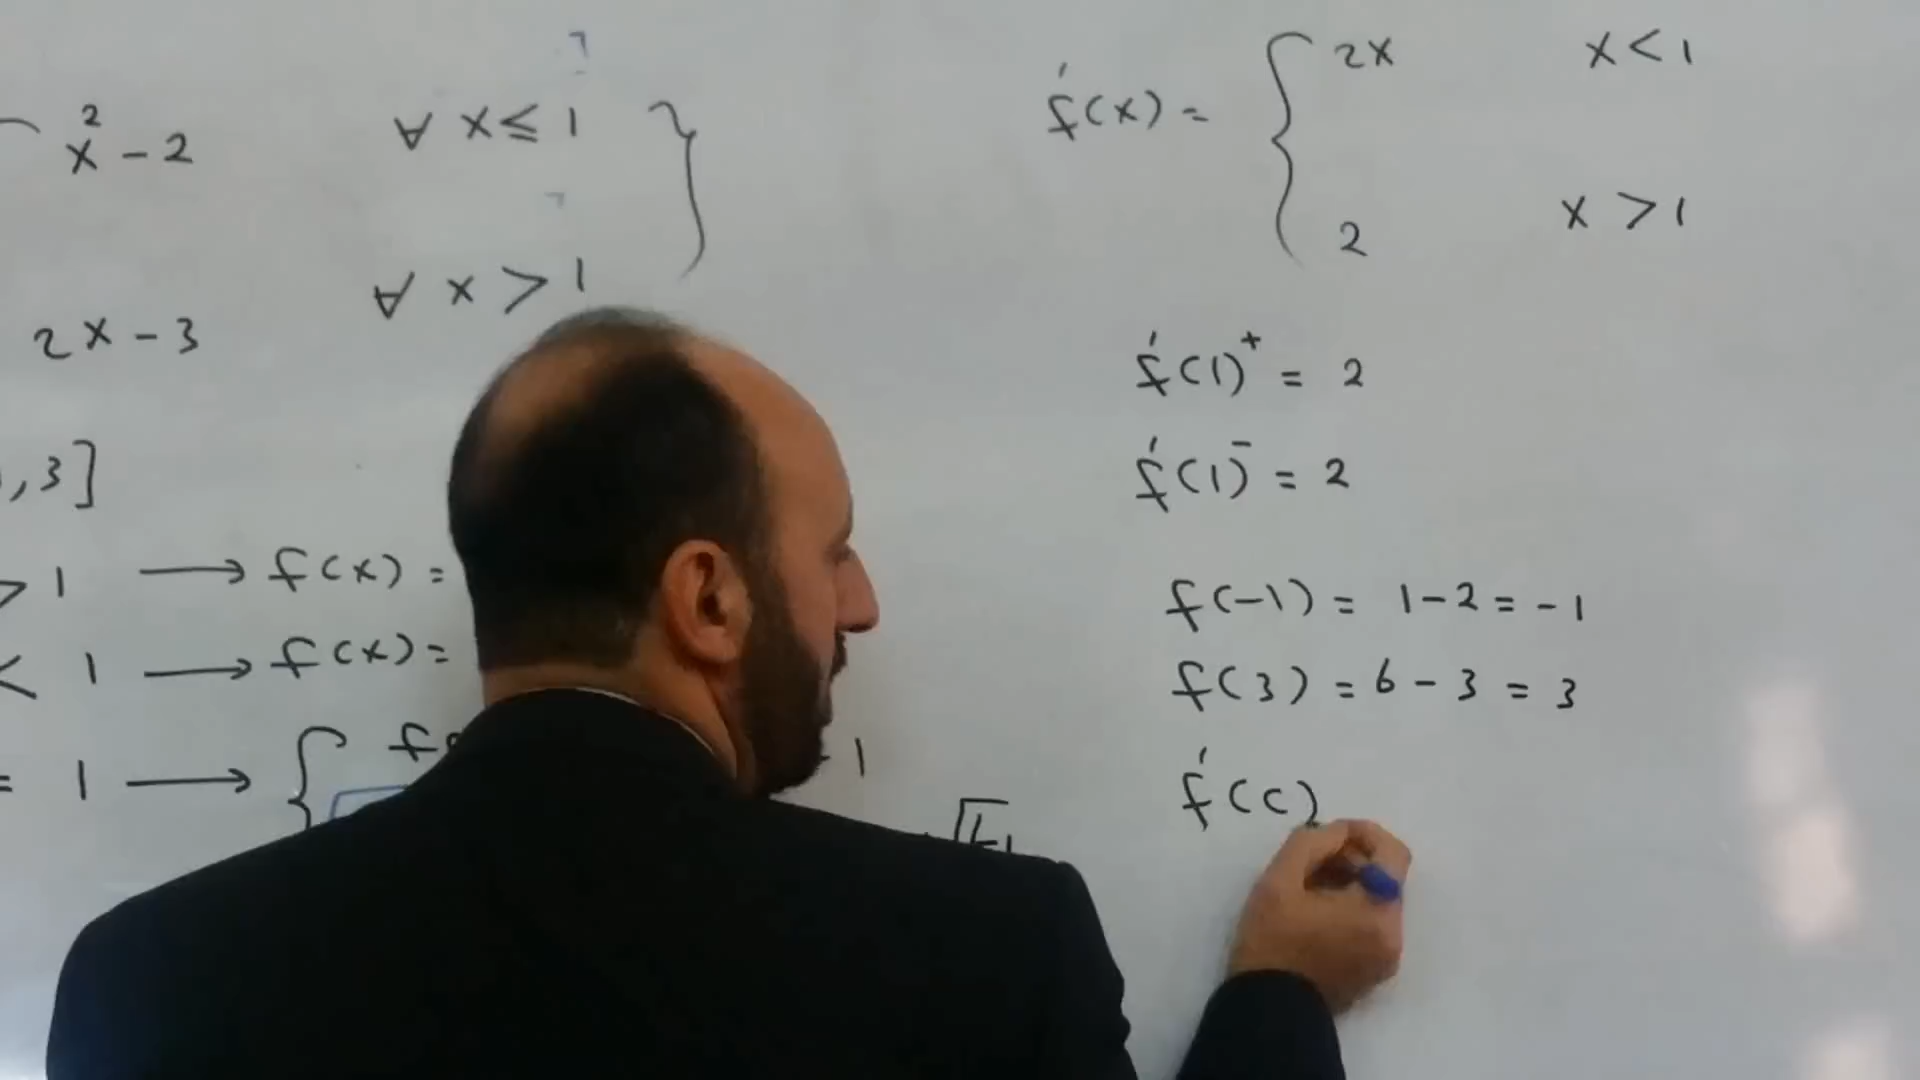 x² - 2 ∀ x ≤ 1 }
2x - 3 ∀ x > 1
, 3]
> 1 ⟶ f(x) =
< 1 ⟶ f(x) =
= 1 ⟶ {
- 1
f́(x) = { 2x x < 1
2 x > 1
f́(1)⁺ = 2
f́(1)⁻ = 2
f(-1) = 1 - 2 = -1
f(3) = 6 - 3 = 3
f́(c)